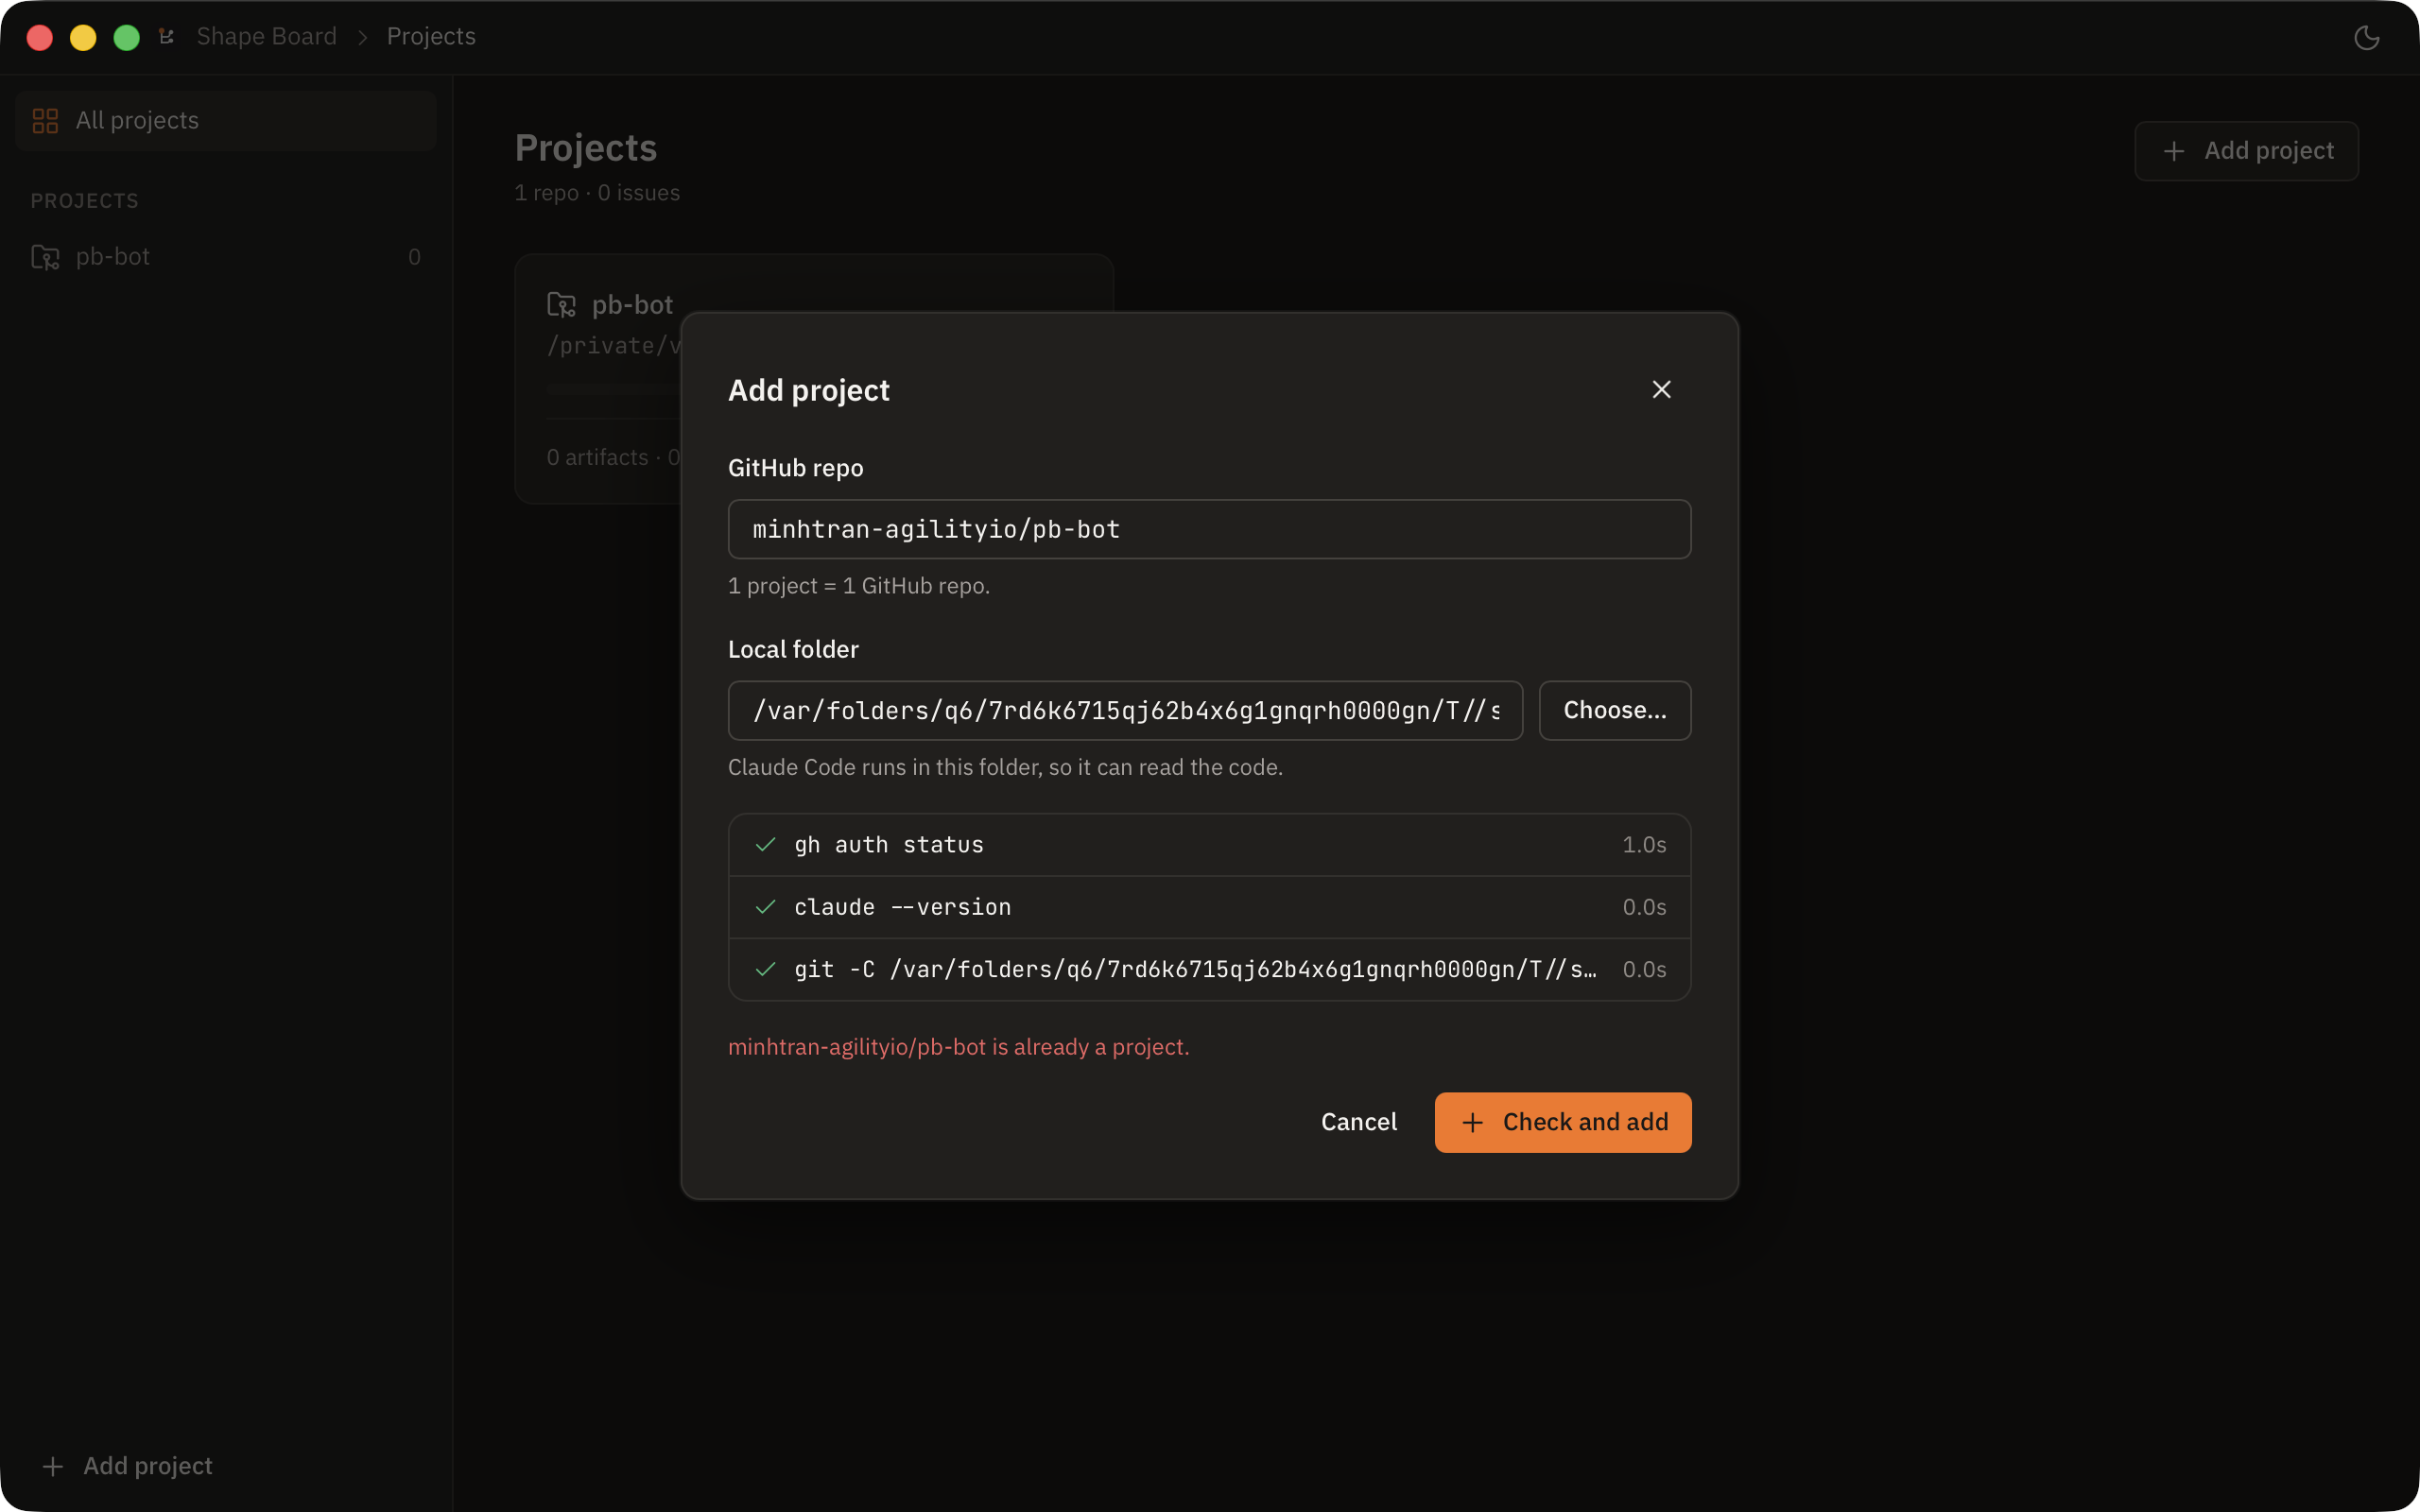 Shape Board > Projects
All projects
PROJECTS
pb-bot 0
Projects
1 repo · 0 issues
Add project
pb-bot
/private/v
0 artifacts · 0
Add project
GitHub repo
minhtran-agilityio/pb-bot
1 project = 1 GitHub repo.
Local folder
/var/folders/q6/7rd6k6715qj62b4x6g1gnqrh0000gn/T//s
Choose...
Claude Code runs in this folder, so it can read the code.
gh auth status 1.0s
claude --version 0.0s
git -C /var/folders/q6/7rd6k6715qj62b4x6g1gnqrh0000gn/T//s… 0.0s
minhtran-agilityio/pb-bot is already a project.
Cancel
Check and add
Add project